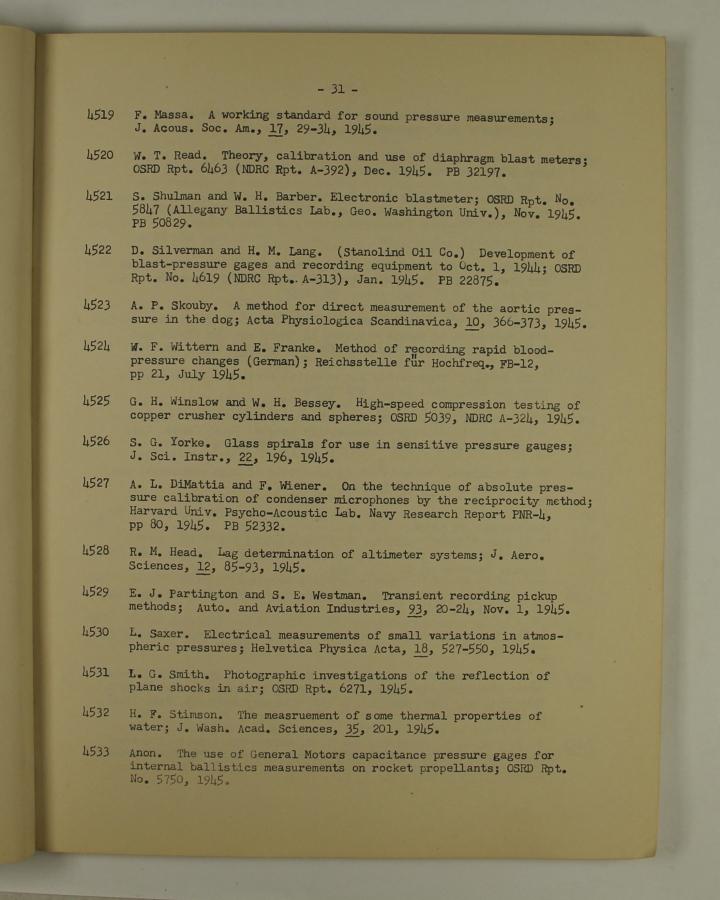 - 31 -
4519 F. Massa. A working standard for sound pressure measurements;
J. Acous. Soc. Am., 17, 29-34, 1945.
4520 W. T. Read. Theory, calibration and use of diaphragm blast meters;
OSRD Rpt. 6463 (NDRC Rpt. A-392), Dec. 1945. PB 32197.
4521 S. Shulman and W. H. Barber. Electronic blastmeter; OSRD Rpt. No.
5847 (Allegany Ballistics Lab., Geo. Washington Univ.), Nov. 1945.
PB 50829.
4522 D. Silverman and H. M. Lang. (Stanolind Oil Co.) Development of
blast-pressure gages and recording equipment to Oct. 1, 1944; OSRD
Rpt. No. 4619 (NDRC Rpt. A-313), Jan. 1945. PB 22875.
4523 A. P. Skouby. A method for direct measurement of the aortic pres-
sure in the dog; Acta Physiologica Scandinavica, 10, 366-373, 1945.
4524 W. F. Wittern and E. Franke. Method of recording rapid blood-
pressure changes (German); Reichsstelle für Hochfreq., FB-12,
pp 21, July 1945.
4525 G. H. Winslow and W. H. Bessey. High-speed compression testing of
copper crusher cylinders and spheres; OSRD 5039, NDRC A-324, 1945.
4526 S. G. Yorke. Glass spirals for use in sensitive pressure gauges;
J. Sci. Instr., 22, 196, 1945.
4527 A. L. DiMattia and F. Wiener. On the technique of absolute pres-
sure calibration of condenser microphones by the reciprocity method;
Harvard Univ. Psycho-Acoustic Lab. Navy Research Report PNR-4,
pp 80, 1945. PB 52332.
4528 R. M. Head. Lag determination of altimeter systems; J. Aero.
Sciences, 12, 85-93, 1945.
4529 E. J. Partington and S. E. Westman. Transient recording pickup
methods; Auto. and Aviation Industries, 93, 20-24, Nov. 1, 1945.
4530 L. Saxer. Electrical measurements of small variations in atmos-
pheric pressures; Helvetica Physica Acta, 18, 527-550, 1945.
4531 L. G. Smith. Photographic investigations of the reflection of
plane shocks in air; OSRD Rpt. 6271, 1945.
4532 H. F. Stimson. The measruement of some thermal properties of
water; J. Wash. Acad. Sciences, 35, 201, 1945.
4533 Anon. The use of General Motors capacitance pressure gages for
internal ballistics measurements on rocket propellants; OSRD Rpt.
No. 5750, 1945.